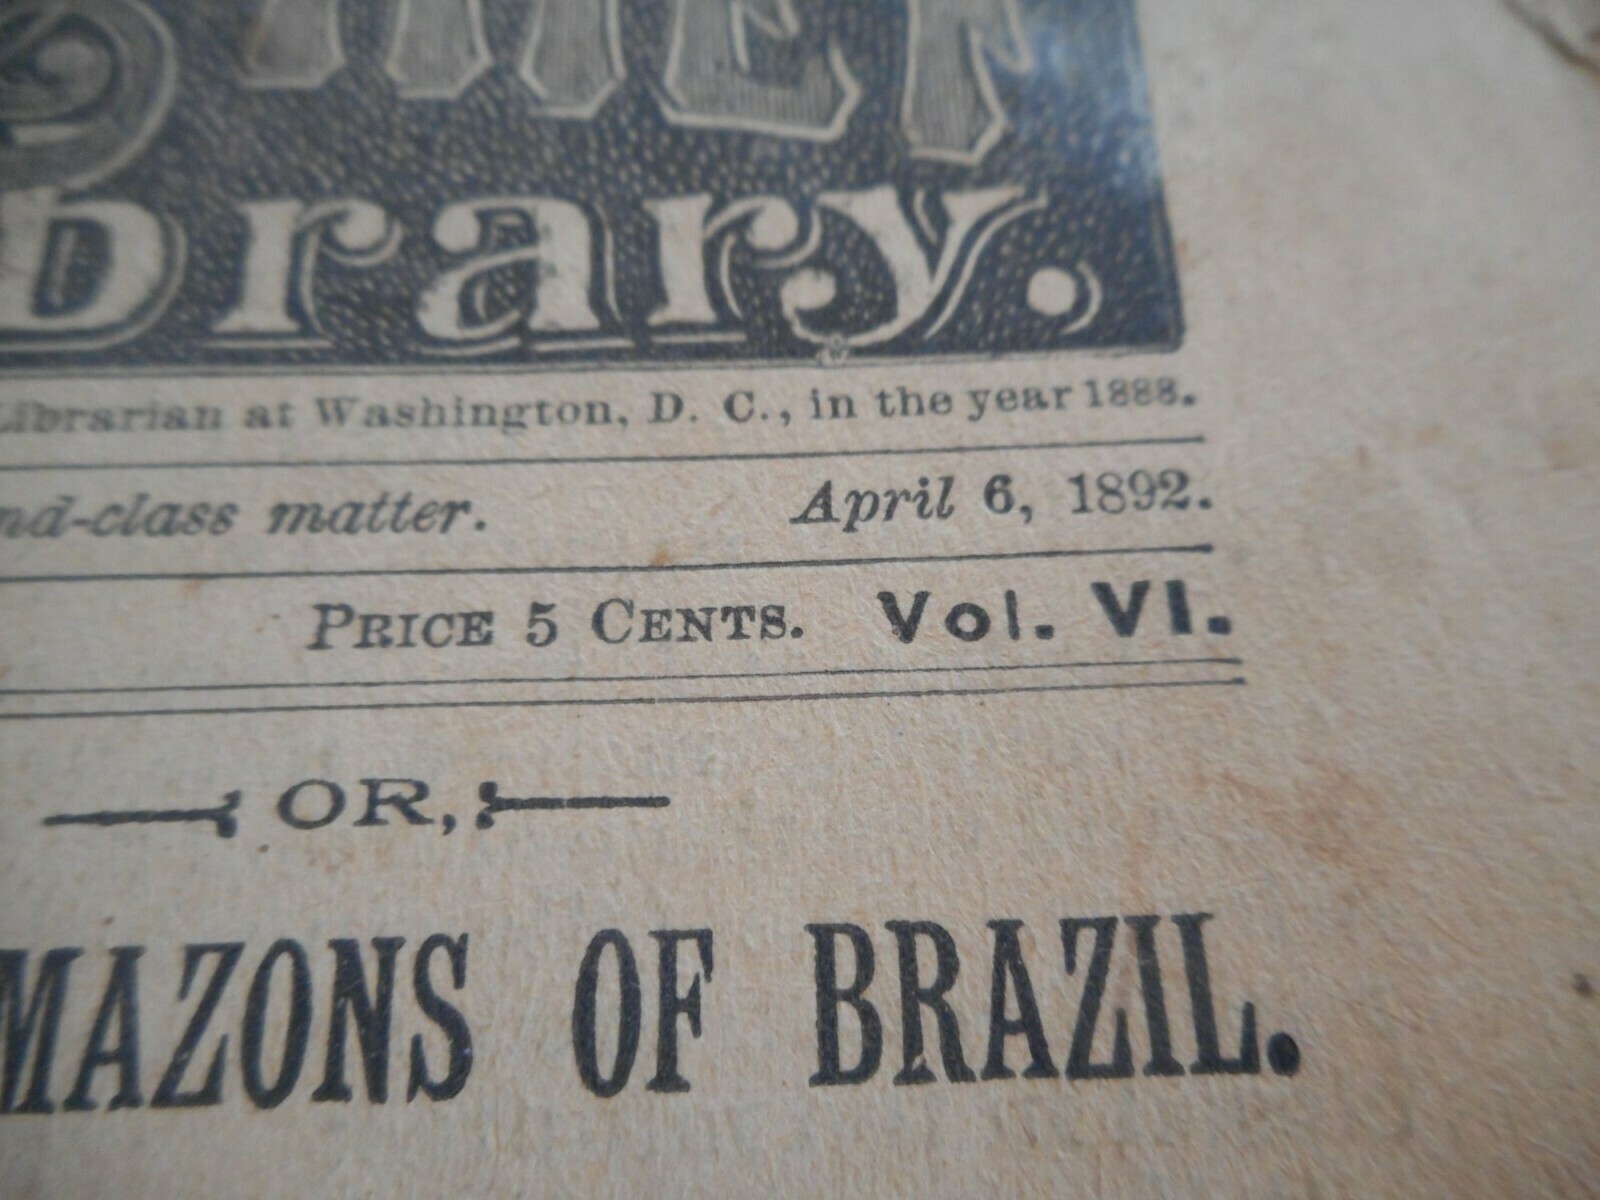 brary.
Librarian at Washington, D. C., in the year 1888.
nd-class matter. April 6, 1892.
PRICE 5 CENTS. Vol. VI.
OR,
MAZONS OF BRAZIL.